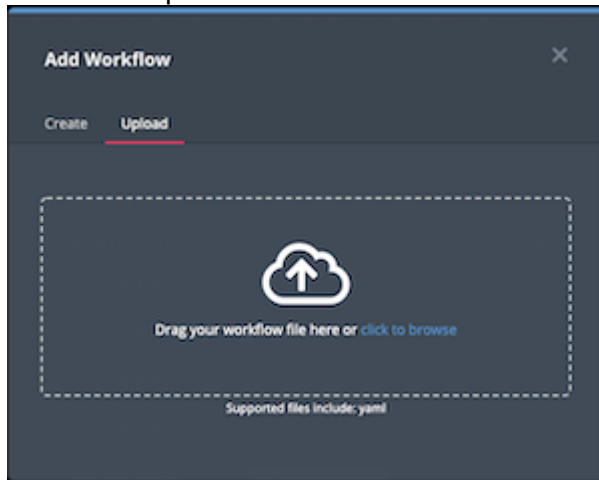 Add Workflow
Create Upload
Drag your workflow file here or click to browse
Supported files include: yaml